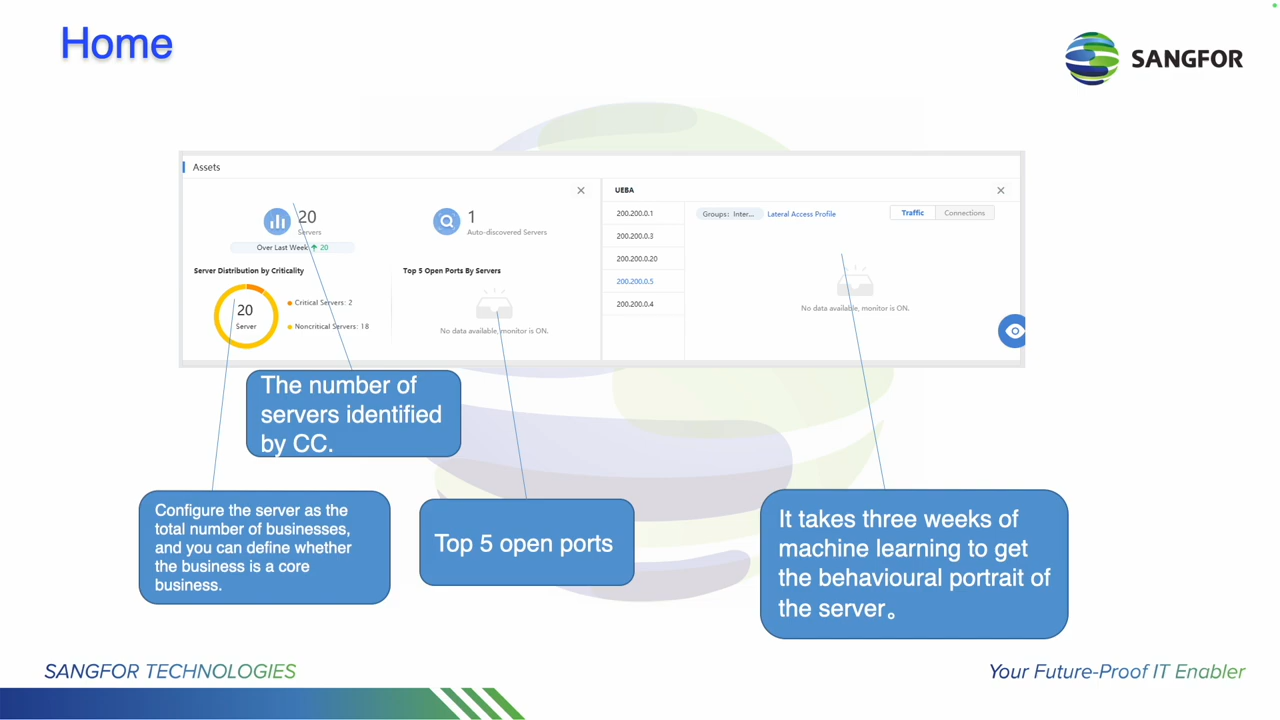 Home
SANGFOR
Assets
20
Servers
Over Last Week 20
1
Auto-discovered Servers
Server Distribution by Criticality
20
Server
Critical Servers: 2
Noncritical Servers: 18
Top 5 Open Ports By Servers
No data available, monitor is ON.
UEBA
200.200.0.1
200.200.0.3
200.200.0.20
200.200.0.5
200.200.0.4
Groups: Inter...
Lateral Access Profile
Traffic
Connections
No data available, monitor is ON.
The number of
servers identified
by CC.
Configure the server as the
total number of businesses,
and you can define whether
the business is a core
business.
Top 5 open ports
It takes three weeks of
machine learning to get
the behavioural portrait of
the server。
SANGFOR TECHNOLOGIES
Your Future-Proof IT Enabler